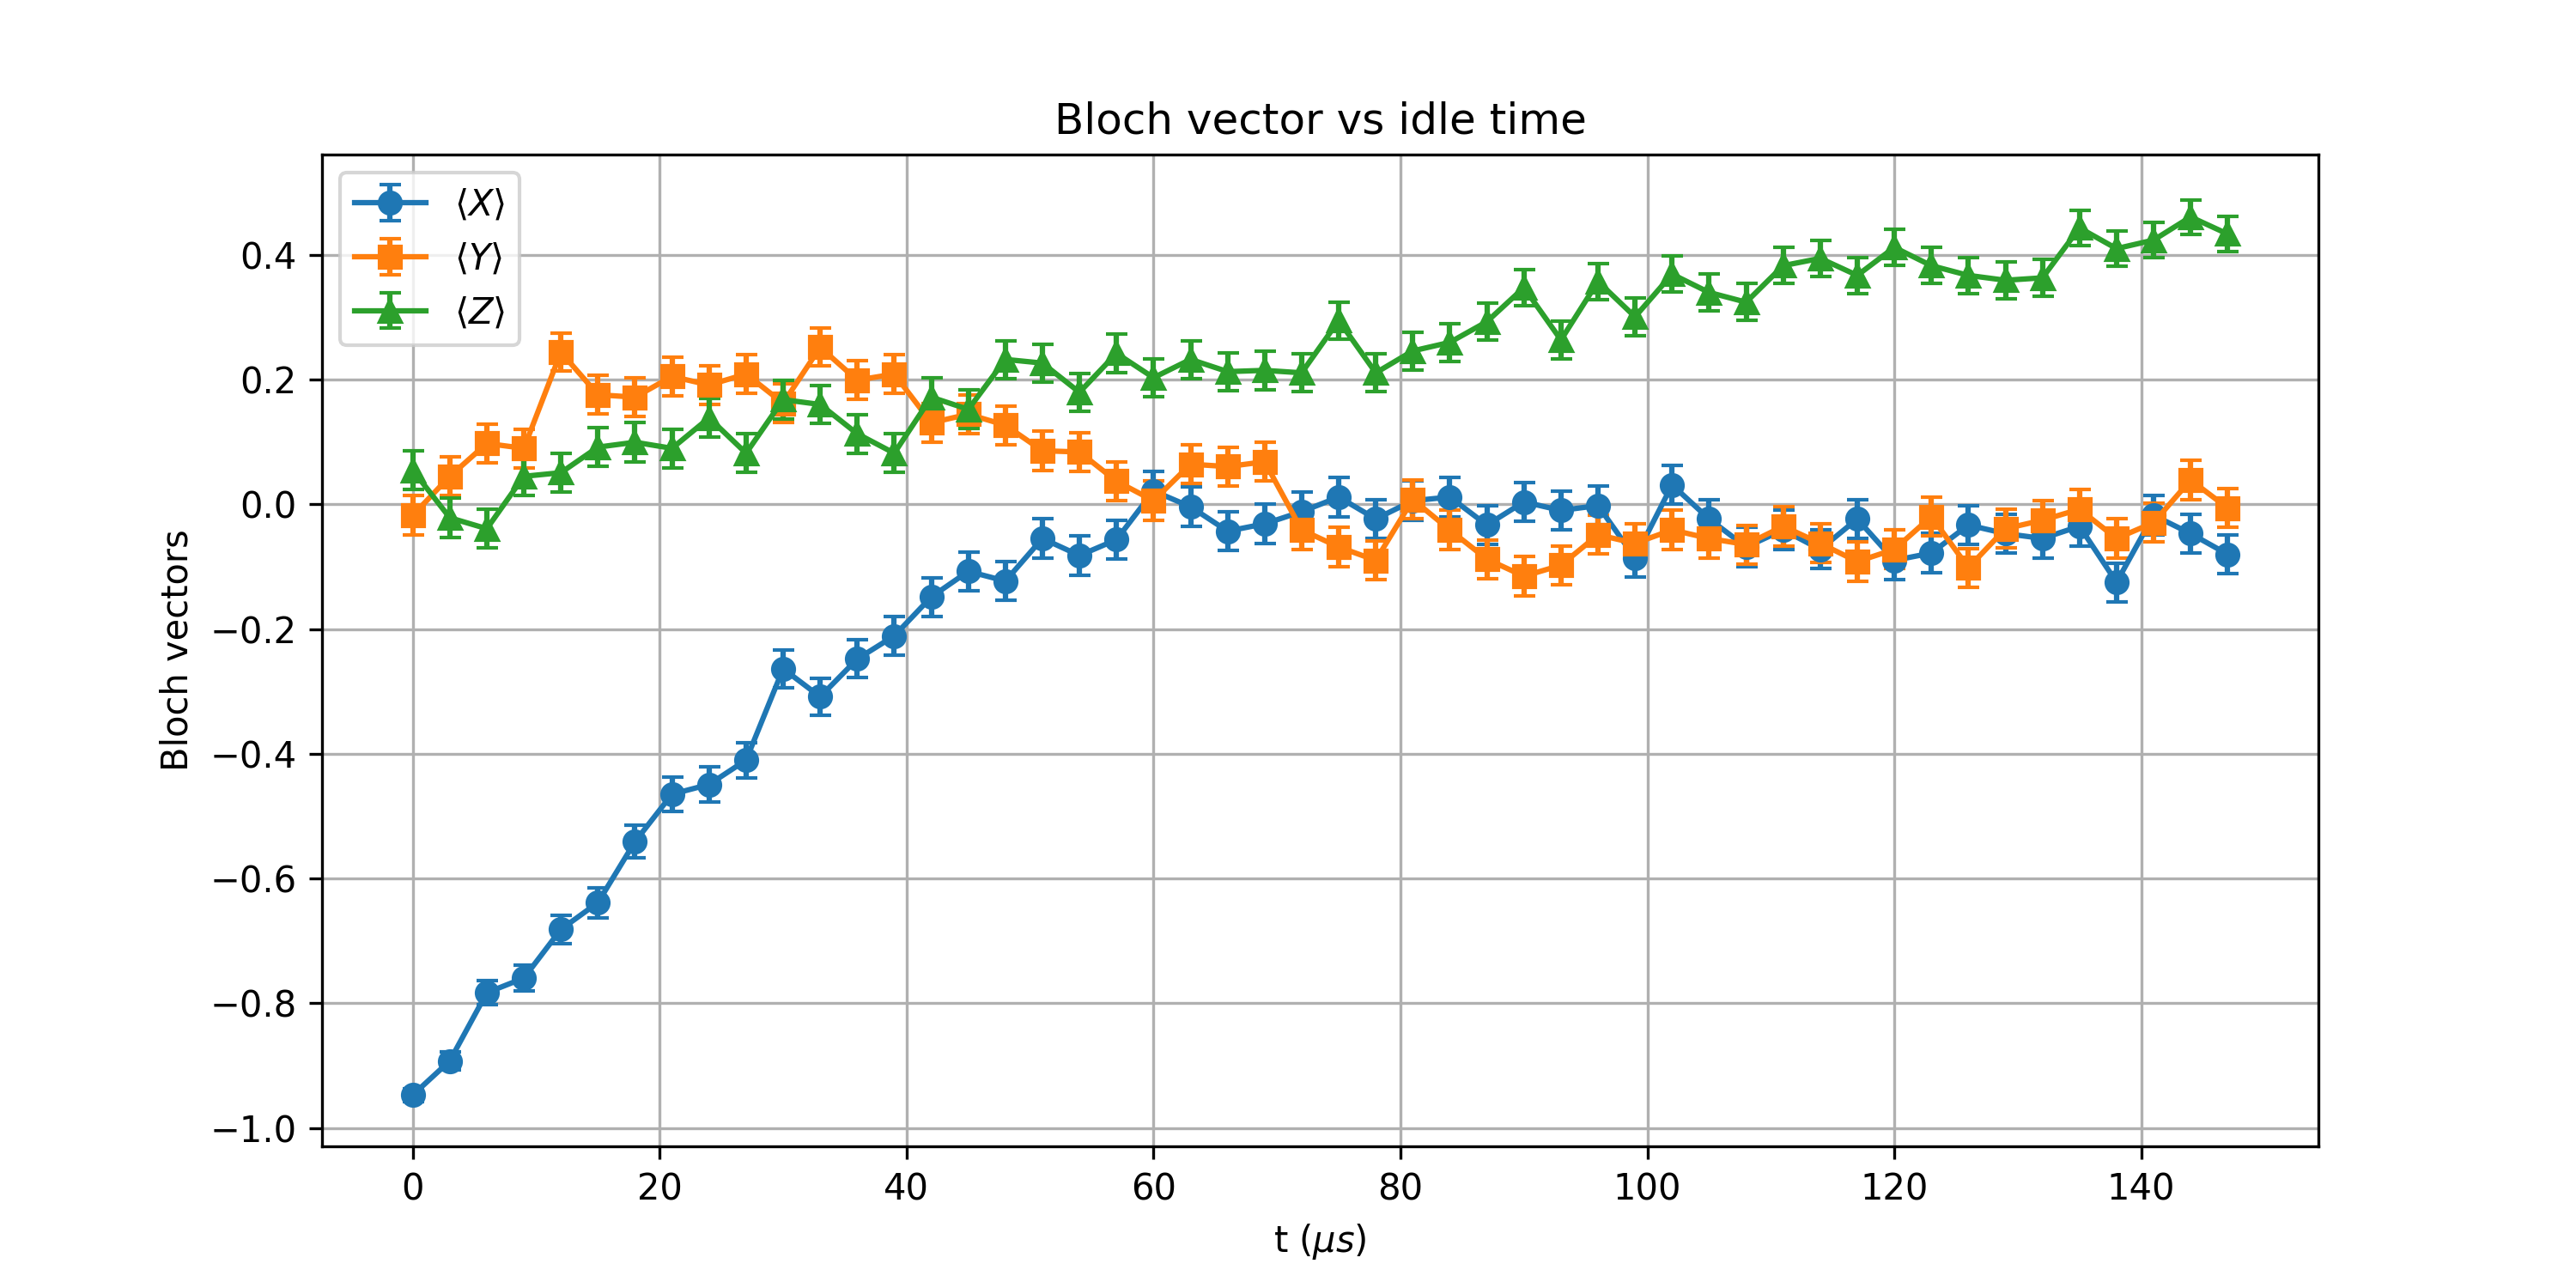 Bloch vector vs idle time
⟨X⟩
⟨Y⟩
⟨Z⟩
Bloch vectors
0.4
0.2
0.0
−0.2
−0.4
−0.6
−0.8
−1.0
0 20 40 60 80 100 120 140
t (μs)